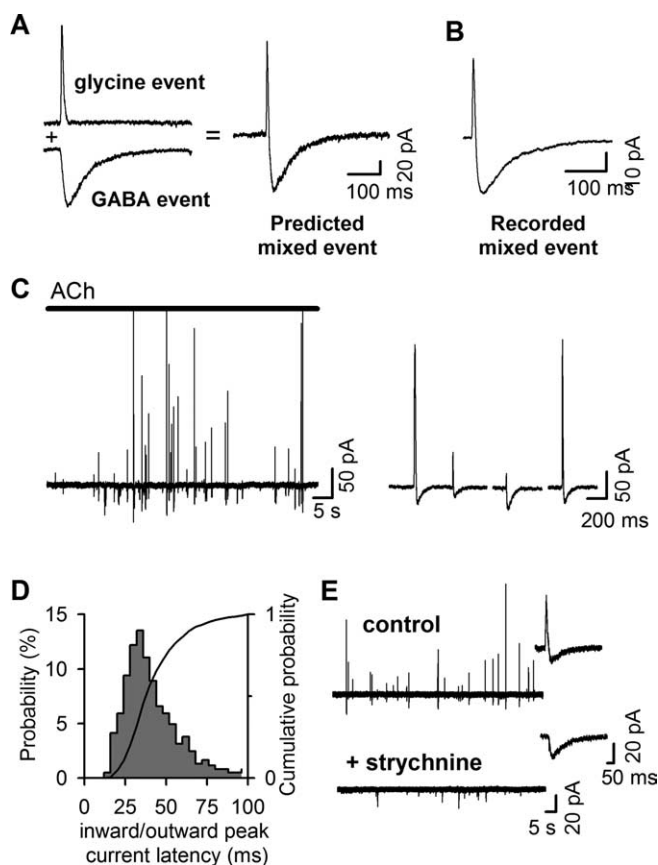 A
glycine event
+
GABA event
=
20 pA
100 ms
Predicted
mixed event
B
10 pA
100 ms
Recorded
mixed event
C
ACh
50 pA
5 s
50 pA
200 ms
D
15
10
5
0
Probability (%)
1
0
Cumulative probability
0 25 50 75 100
inward/outward peak
current latency (ms)
E
control
+ strychnine
20 pA
50 ms
20 pA
5 s